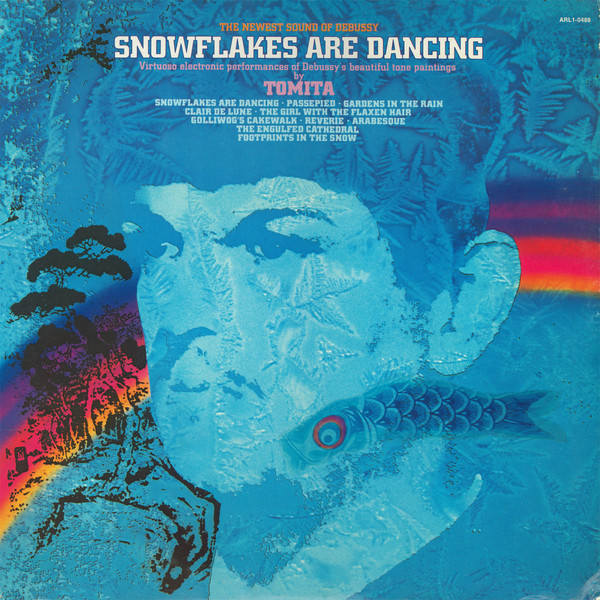 ARL1-0488
THE NEWEST SOUND OF DEBUSSY
SNOWFLAKES ARE DANCING
Virtuoso electronic performances of Debussy's beautiful tone paintings
by
TOMITA
SNOWFLAKES ARE DANCING · PASSEPIED · GARDENS IN THE RAIN
CLAIR DE LUNE · THE GIRL WITH THE FLAXEN HAIR
GOLLIWOG'S CAKEWALK · REVERIE · ARABESQUE
THE ENGULFED CATHEDRAL
FOOTPRINTS IN THE SNOW